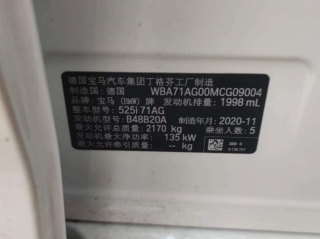 德国宝马汽车集团丁格芬工厂制造
制造国：德国 WBA71AG00MCG09004
品牌：宝马(BMW)牌 发动机排量：1998 mL
整车型号：525i 71AG
发动机型号：B48B20A 制造年月：2020-11
最大允许总质量：2170 kg 乘坐人数：5
发动机最大净功率：135 kW
最大允许牵引质量：-- kg